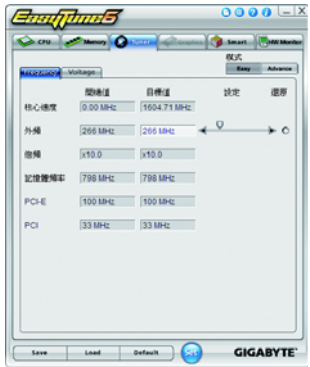 EasyTune6
CPU Memory Tuner Graphics Smart HW Monitor
模式
Easy Advance
Frequency Voltage
開始值 目標值 設定 還原
核心速度 0.00 MHz 1604.71 MHz
外頻 266 MHz 266 MHz
倍頻 x10.0 x10.0
記憶體頻率 798 MHz 798 MHz
PCI-E 100 MHz 100 MHz
PCI 33 MHz 33 MHz
Save Load Default Set GIGABYTE